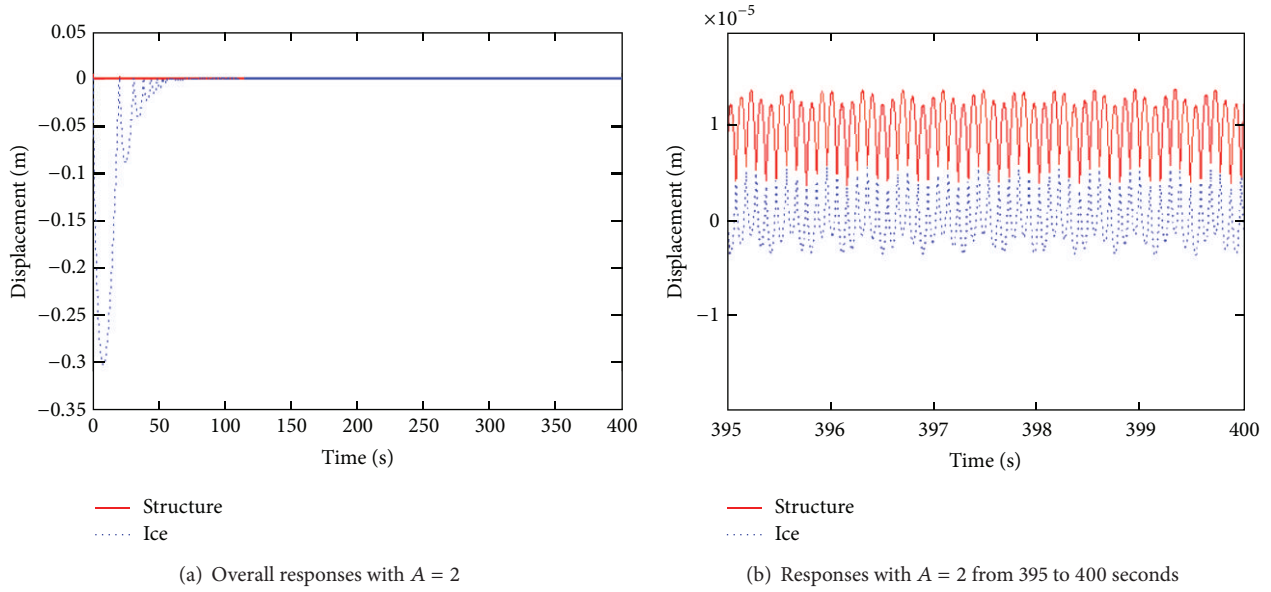 0.05
0
−0.05
−0.1
−0.15
−0.2
−0.25
−0.3
−0.35
Displacement (m)
0 50 100 150 200 250 300 350 400
Time (s)
Structure
Ice
(a) Overall responses with A = 2
×10⁻⁵
1
0
−1
Displacement (m)
395 396 397 398 399 400
Time (s)
Structure
Ice
(b) Responses with A = 2 from 395 to 400 seconds